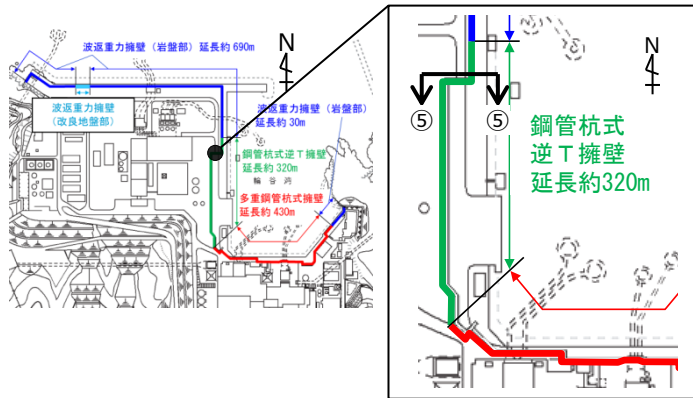 波返重力擁壁（岩盤部）延長約690m
N
波返重力擁壁
（改良地盤部）
波返重力擁壁（岩盤部）
延長約30m
鋼管杭式逆Ｔ擁壁
延長約320m
輪谷湾
多重鋼管杭式擁壁
延長約430m
N
⑤
⑤
鋼管杭式
逆Ｔ擁壁
延長約320m